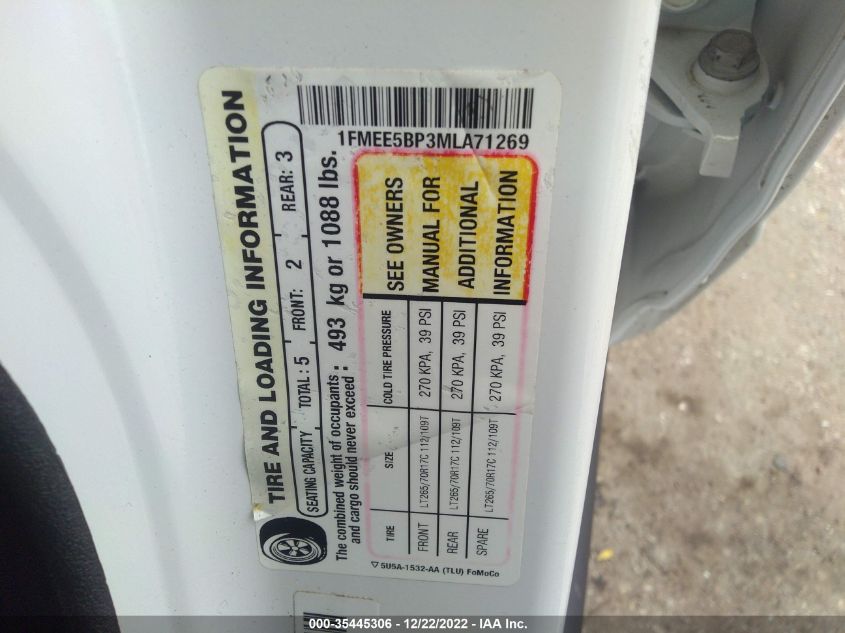 1FMEE5BP3MLA71269
TIRE AND LOADING INFORMATION
SEATING CAPACITY TOTAL: 5 FRONT: 2 REAR: 3
The combined weight of occupants : 493 kg or 1088 lbs.
and cargo should never exceed :
TIRE SIZE COLD TIRE PRESSURE SEE OWNERS
FRONT LT265/70R17C 112/109T 270 KPA, 39 PSI MANUAL FOR
REAR LT265/70R17C 112/109T 270 KPA, 39 PSI ADDITIONAL
SPARE LT265/70R17C 112/109T 270 KPA, 39 PSI INFORMATION
5U5A-1532-AA (TLU) FoMoCo
000-35445306 - 12/22/2022 - IAA Inc.